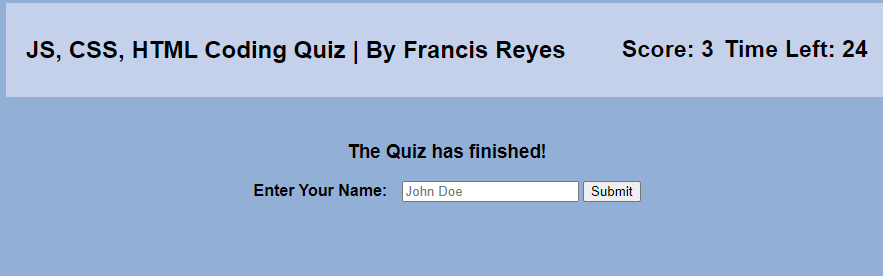 JS, CSS, HTML Coding Quiz | By Francis Reyes Score: 3 Time Left: 24
The Quiz has finished!
Enter Your Name: John Doe Submit